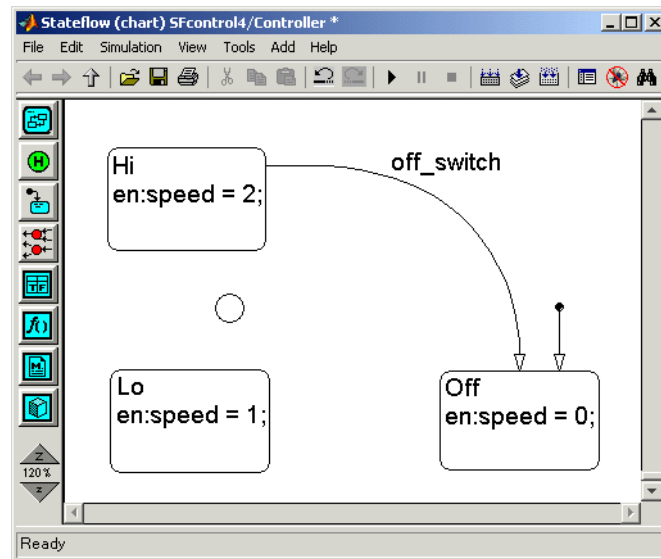 Stateflow (chart) SFcontrol4/Controller *
File Edit Simulation View Tools Add Help
Hi
en:speed = 2;
off_switch
Lo
en:speed = 1;
Off
en:speed = 0;
H
TF
f()
M
Z
120%
z
Ready